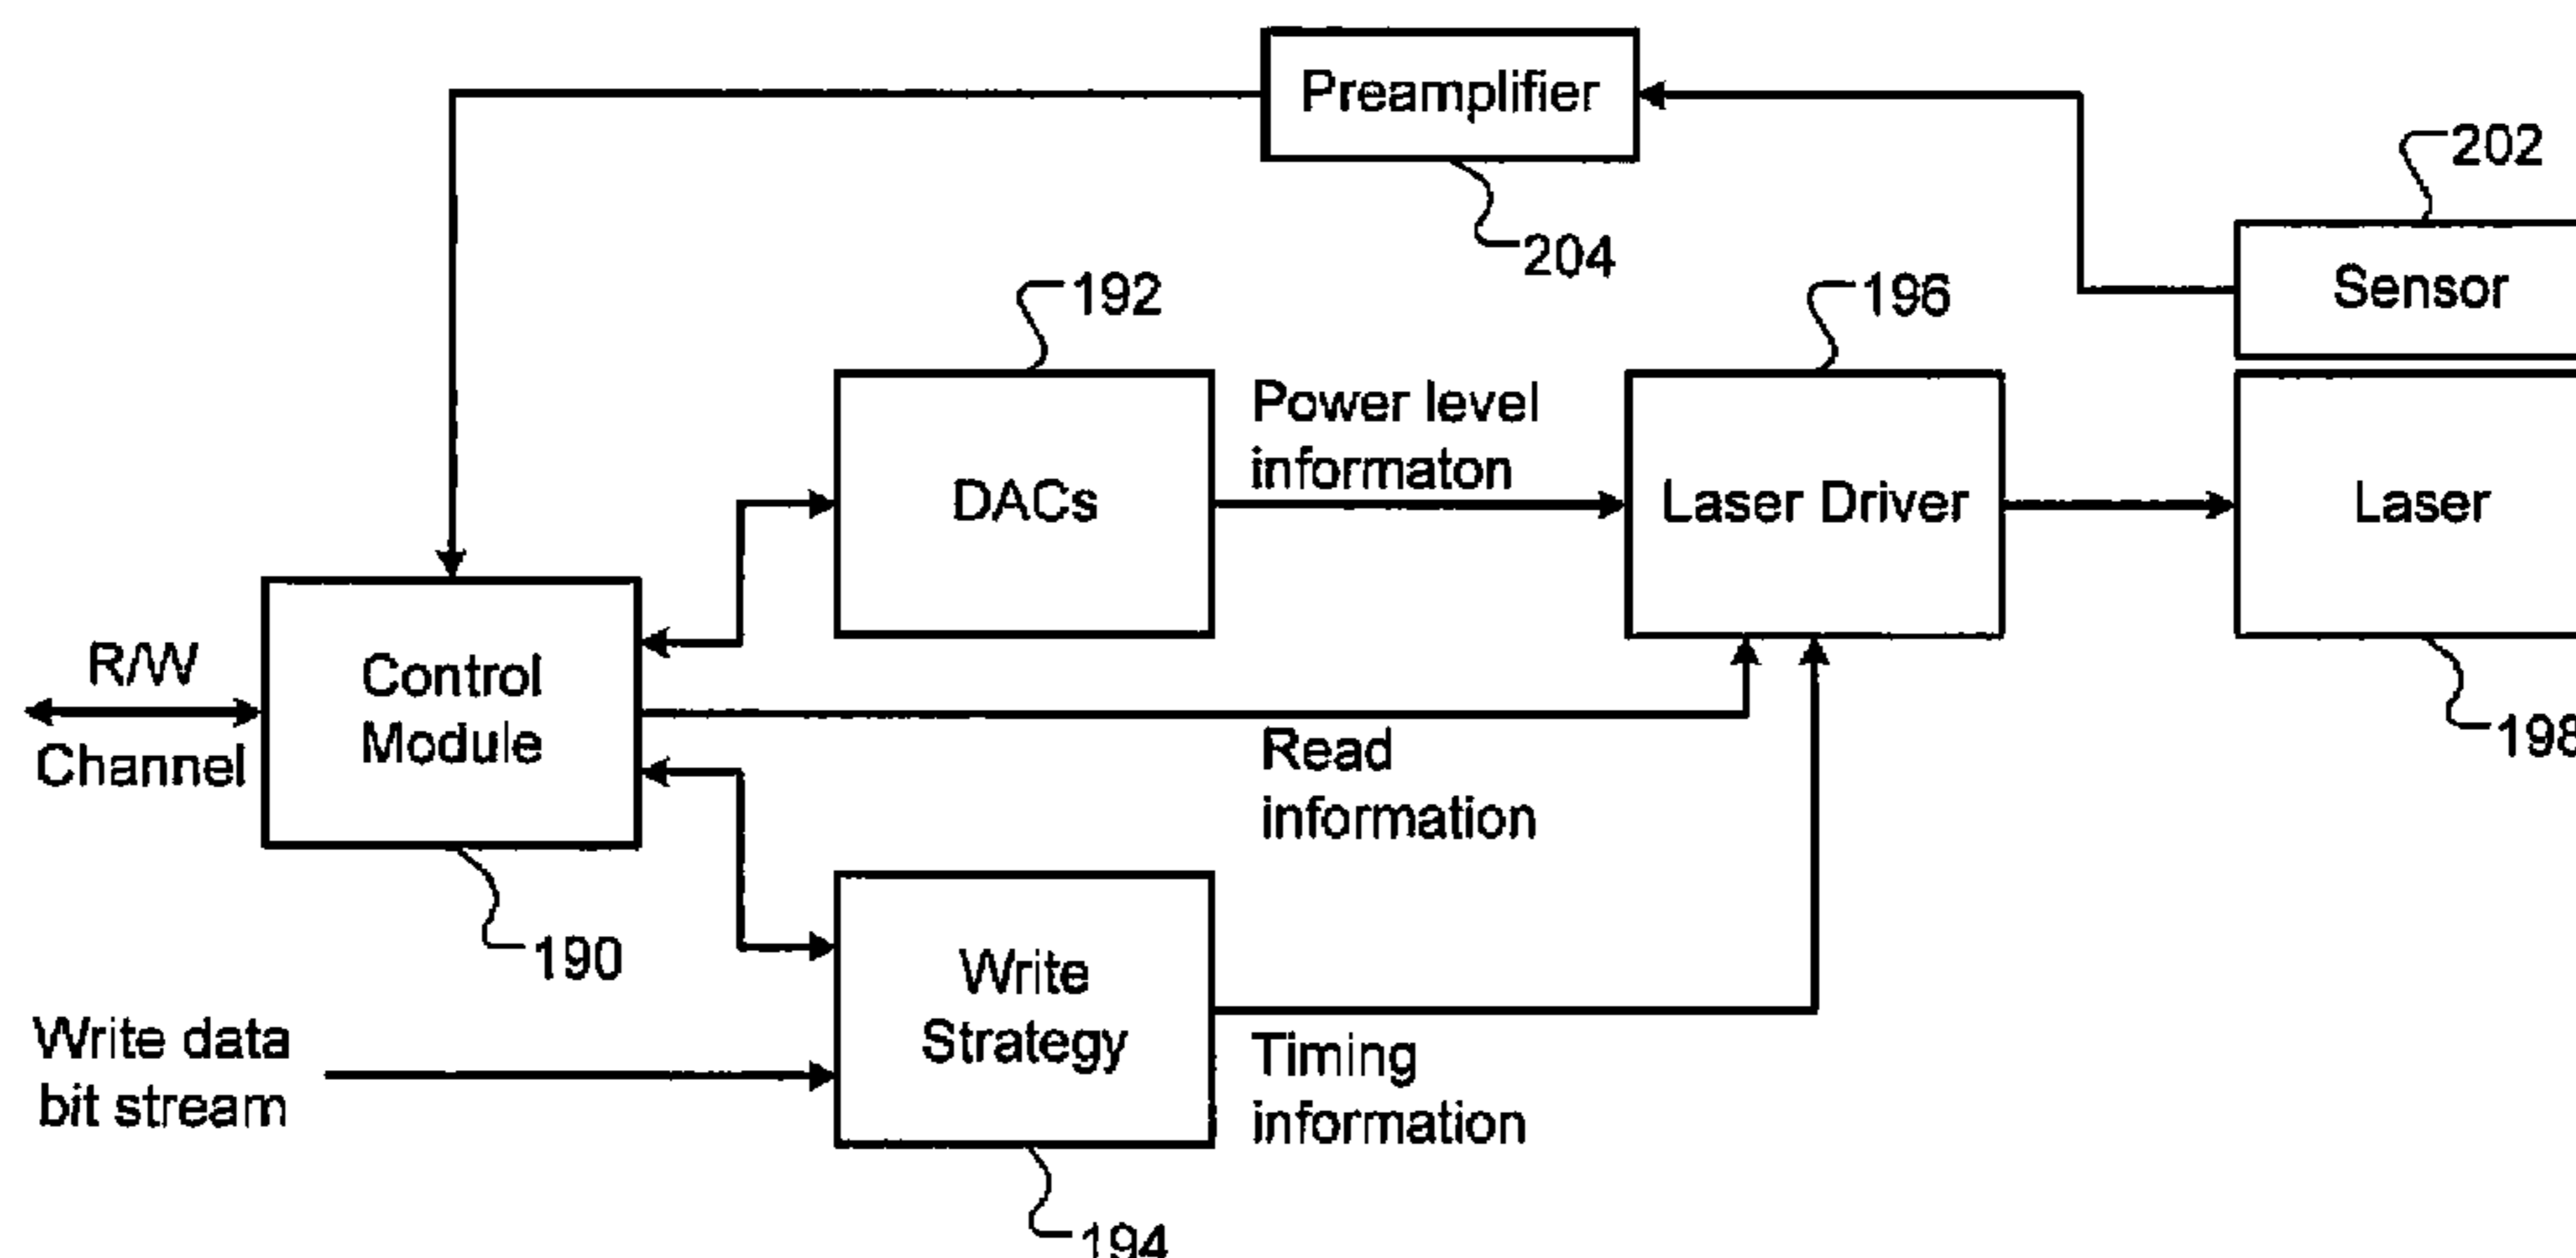 Preamplifier
202
204
Sensor
192
196
Power level
informaton
DACs
Laser Driver
Laser
R/W
Channel
Control
Module
Read
information
198
190
Write
Strategy
Write data
bit stream
Timing
information
194